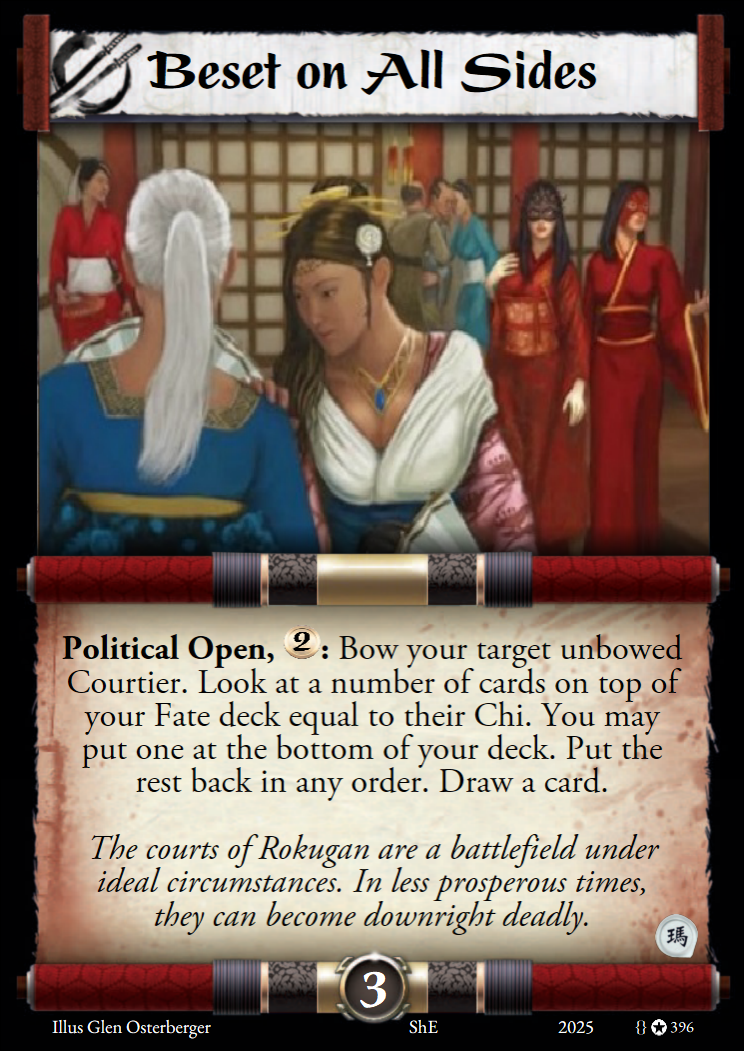 Beset on All Sides
Political Open, 2: Bow your target unbowed
Courtier. Look at a number of cards on top of
your Fate deck equal to their Chi. You may
put one at the bottom of your deck. Put the
rest back in any order. Draw a card.
The courts of Rokugan are a battlefield under
ideal circumstances. In less prosperous times,
they can become downright deadly.
瑪
3
Illus Glen Osterberger ShE 2025 {} ✪ 396